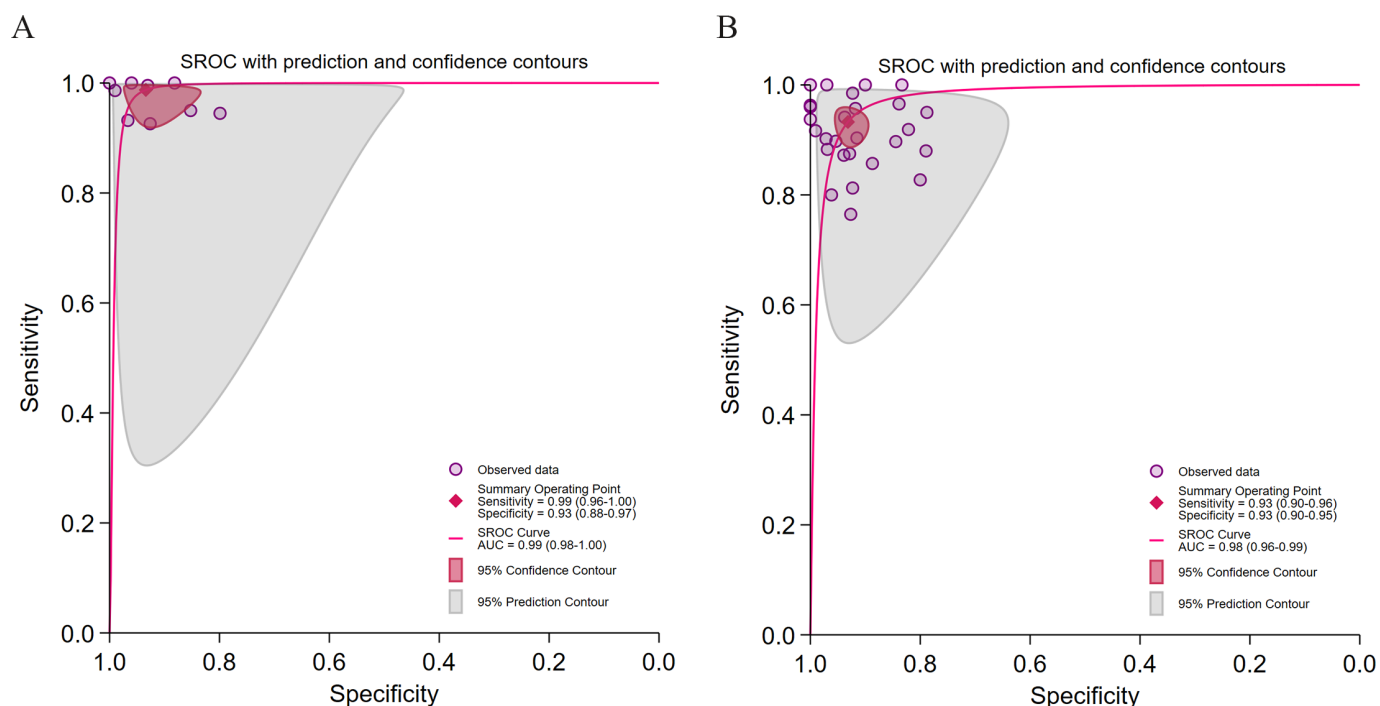 A
SROC with prediction and confidence contours
1.0
0.8
0.6
0.4
0.2
0.0
Sensitivity
1.0
0.8
0.6
0.4
0.2
0.0
Specificity
Observed data
Summary Operating Point
Sensitivity = 0.99 (0.96-1.00)
Specificity = 0.93 (0.88-0.97)
SROC Curve
AUC = 0.99 (0.98-1.00)
95% Confidence Contour
95% Prediction Contour
B
SROC with prediction and confidence contours
1.0
0.8
0.6
0.4
0.2
0.0
Sensitivity
1.0
0.8
0.6
0.4
0.2
0.0
Specificity
Observed data
Summary Operating Point
Sensitivity = 0.93 (0.90-0.96)
Specificity = 0.93 (0.90-0.95)
SROC Curve
AUC = 0.98 (0.96-0.99)
95% Confidence Contour
95% Prediction Contour